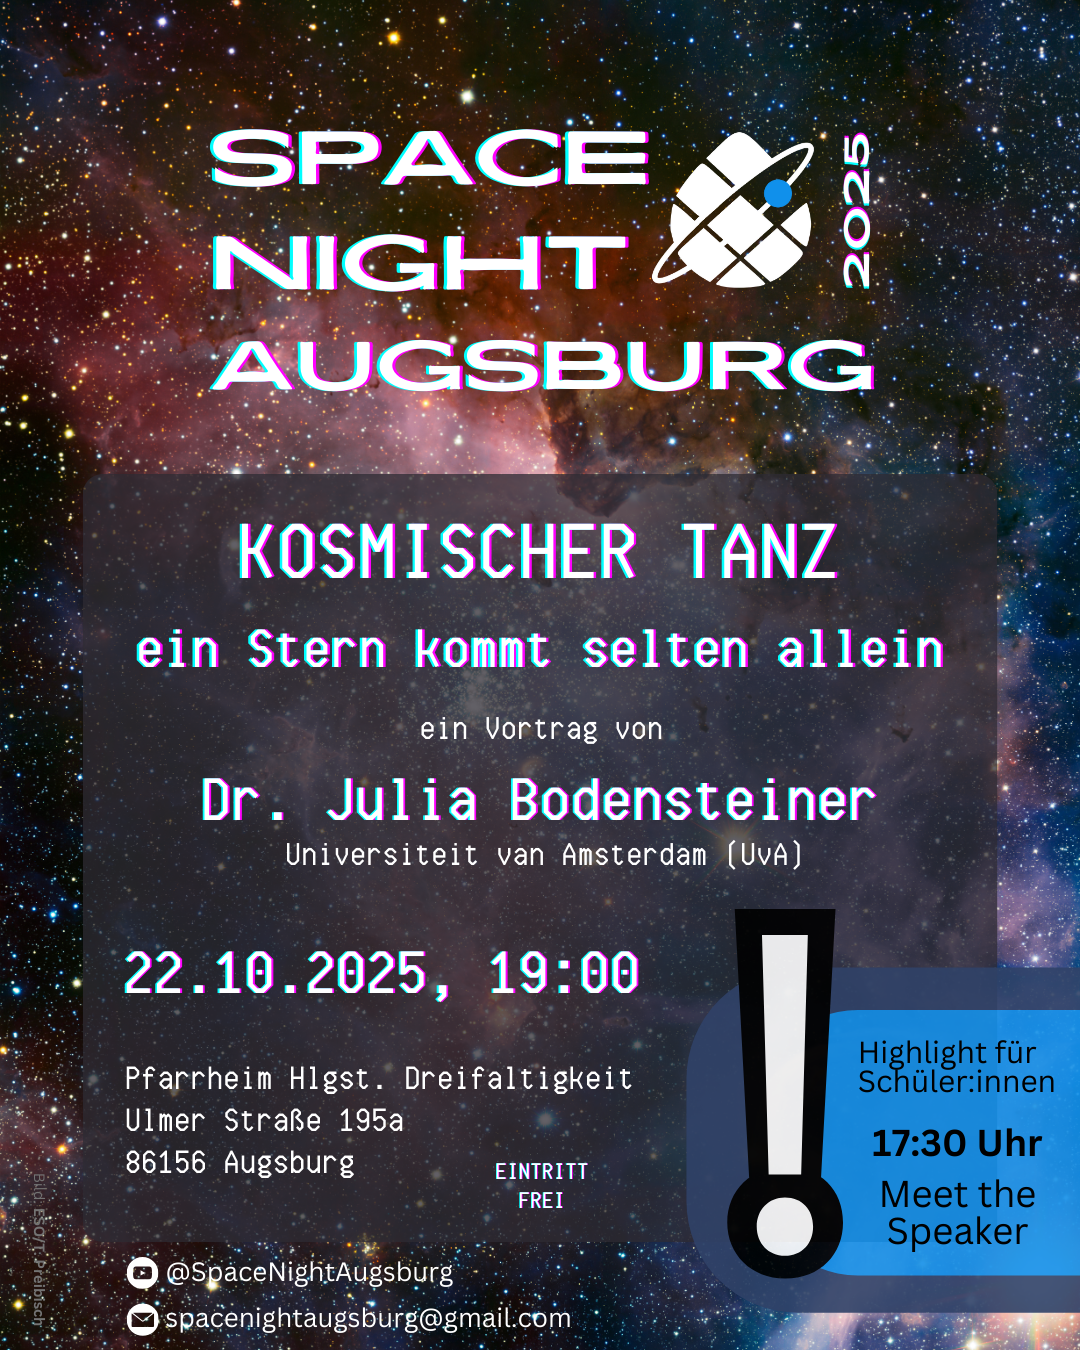 SPACE
NIGHT
2025
AUGSBURG
KOSMISCHER TANZ
ein Stern kommt selten allein
ein Vortrag von
Dr. Julia Bodensteiner
Universiteit van Amsterdam (UvA)
22.10.2025, 19:00
Pfarrheim Hlgst. Dreifaltigkeit
Ulmer Straße 195a
86156 Augsburg
EINTRITT
FREI
Highlight für
Schüler:innen
17:30 Uhr
Meet the
Speaker
@SpaceNightAugsburg
spacenightaugsburg@gmail.com
Bild: ESO/T. Preibisch